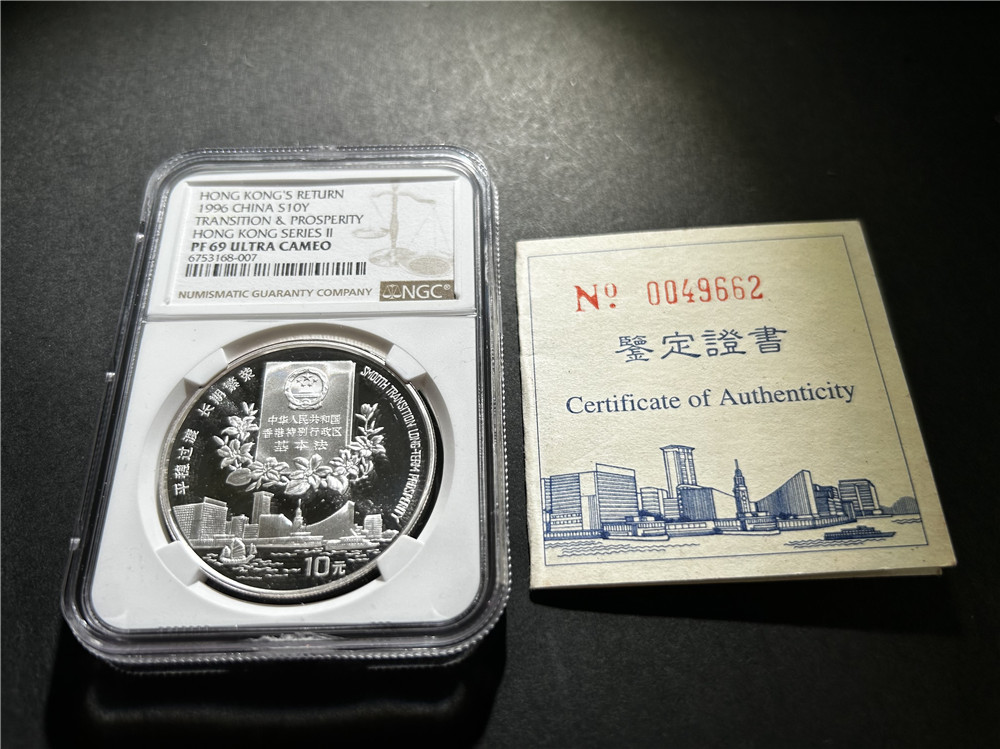 HONG KONG'S RETURN
1996 CHINA S10Y
TRANSITION & PROSPERITY
HONG KONG SERIES II
PF 69 ULTRA CAMEO
6753168-007
NUMISMATIC GUARANTY COMPANY NGC®
平稳过渡 长期繁荣
SMOOTH TRANSITION LONG-TERM PROSPERITY
中华人民共和国
香港特别行政区
基本法
10元
Nº 0049662
鑒定證書
Certificate of Authenticity